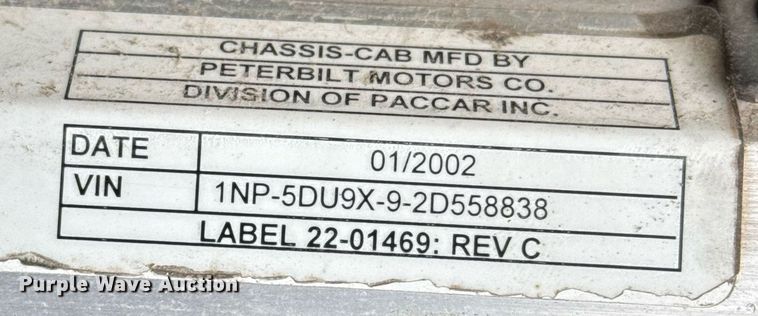 CHASSIS-CAB MFD BY
PETERBILT MOTORS CO.
DIVISION OF PACCAR INC.
DATE 01/2002
VIN 1NP-5DU9X-9-2D558838
LABEL 22-01469: REV C
Purple Wave Auction